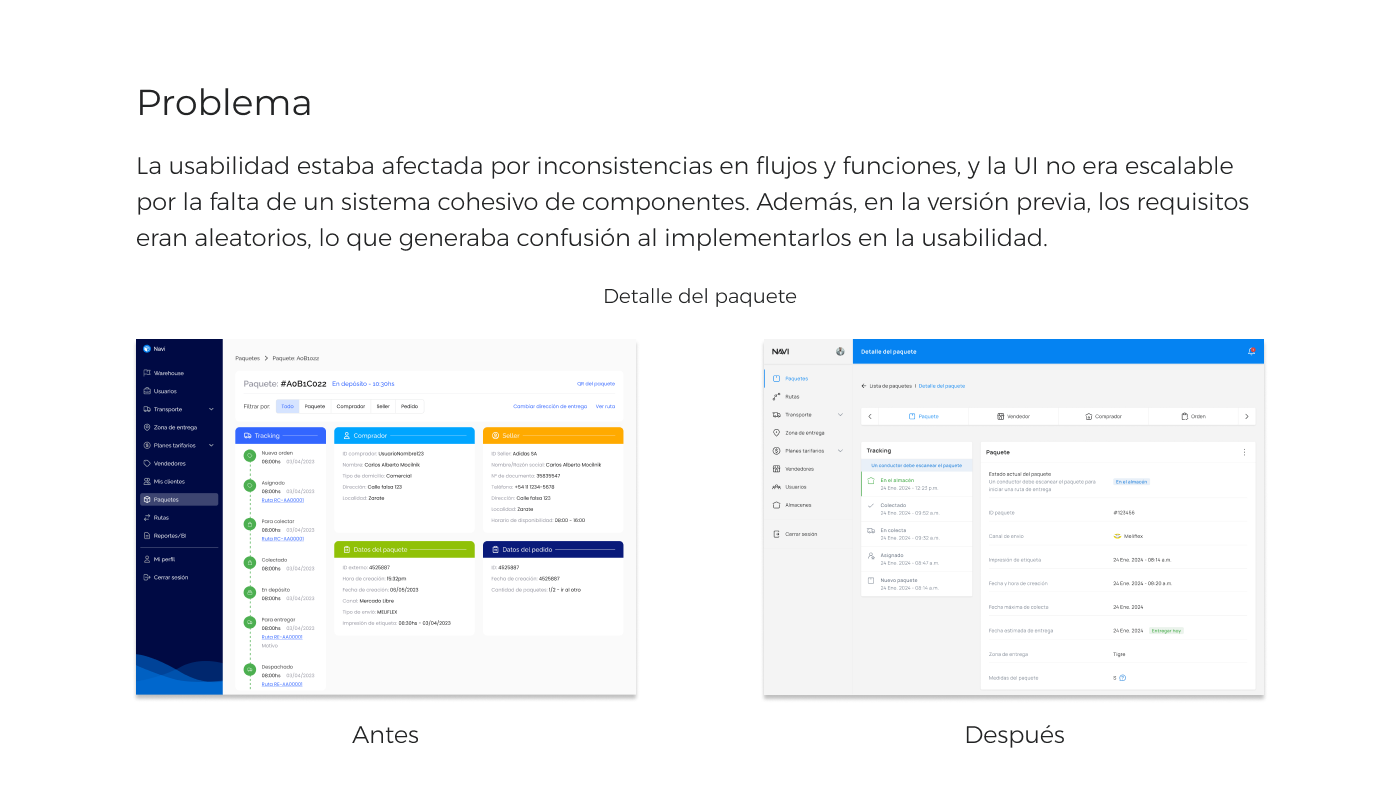 Problema
La usabilidad estaba afectada por inconsistencias en flujos y funciones, y la UI no era escalable
por la falta de un sistema cohesivo de componentes. Además, en la versión previa, los requisitos
eran aleatorios, lo que generaba confusión al implementarlos en la usabilidad.
Detalle del paquete
Navi
Warehouse
Usuarios
Transporte
Zona de entrega
Planes tarifarios
Vendedores
Mis clientes
Paquetes
Rutas
Reportes/BI
Mi perfil
Cerrar sesión
Paquetes > Paquete: A0B1022
Paquete: #A0B1C022 En depósito - 10:30hs QR del paquete
Filtrar por: Todo Paquete Comprador Seller Pedido Cambiar dirección de entrega Ver ruta
Tracking
Nueva orden
08:00hs 03/04/2023
Asignado
08:00hs 03/04/2023
Ruta RC-AA00001
Para colectar
08:00hs 03/04/2023
Ruta RC-AA00001
Colectado
08:00hs 03/04/2023
En depósito
08:00hs 03/04/2023
Para entregar
08:00hs 03/04/2023
Ruta RE-AA00001
Motivo
Despachado
08:00hs 03/04/2023
Ruta RE-AA00001
Comprador
ID comprador: UsuarioNombre123
Nombre: Carlos Alberto Moclinik
Tipo de domicilio: Comercial
Dirección: Calle falsa 123
Localidad: Zarate
Seller
ID Seller: Adidas SA
Nombre/Razón social: Carlos Alberto Moclinik
Nº de documento: 35835547
Teléfono: +54 11 1234-5678
Dirección: Calle falsa 123
Localidad: Zarate
Horario de disponibilidad: 08:00 - 16:00
Datos del paquete
ID externo: 4525887
Hora de creación: 15:32pm
Fecha de creación: 06/05/2023
Canal: Mercado Libre
Tipo de envío: MELIFLEX
Impresión de etiqueta: 08:39hs - 03/04/2023
Datos del pedido
ID: 4525887
Fecha de creación: 4525887
Cantidad de paquetes: 1/2 - Ir al otro
Antes
NAVI
Paquetes
Rutas
Transporte
Zona de entrega
Planes tarifarios
Vendedores
Usuarios
Almacenes
Cerrar sesión
Detalle del paquete
Lista de paquetes | Detalle del paquete
Paquete Vendedor Comprador Orden
Tracking
Un conductor debe escanear el paquete
En el almacén
24 Ene. 2024 - 12:23 p.m.
Colectado
24 Ene. 2024 - 09:52 a.m.
En colecta
24 Ene. 2024 - 09:32 a.m.
Asignado
24 Ene. 2024 - 08:47 a.m.
Nuevo paquete
24 Ene. 2024 - 08:14 a.m.
Paquete
Estado actual del paquete
Un conductor debe escanear el paquete para
iniciar una ruta de entrega
En el almacén
ID paquete #123456
Canal de envío Meliflex
Impresión de etiqueta 24 Ene. 2024 - 08:14 a.m.
Fecha y hora de creación 24 Ene. 2024 - 08:20 a.m.
Fecha máxima de colecta 24 Ene. 2024
Fecha estimada de entrega 24 Ene. 2024 Entregar hoy
Zona de entrega Tigre
Medidas del paquete S
Después